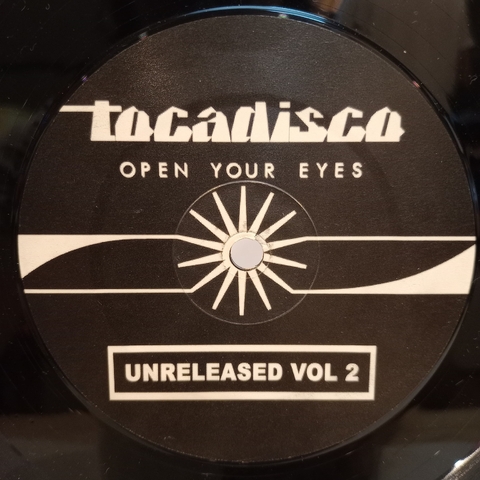 tocadisco
OPEN YOUR EYES
UNRELEASED VOL 2